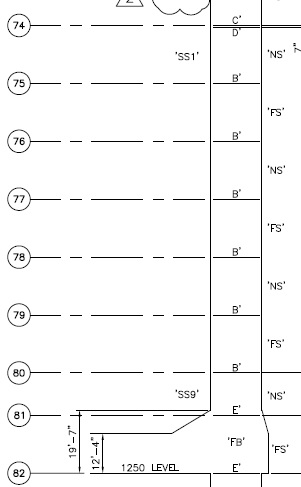 2
74
C'
D'
'SS1'
'NS'
7"
75
B'
'FS'
76
B'
'NS'
77
B'
'FS'
78
B'
'NS'
79
B'
'FS'
80
B'
'SS9'
'NS'
81
E'
19'-7"
12'-4"
'FB'
'FS'
1250 LEVEL
82
E'